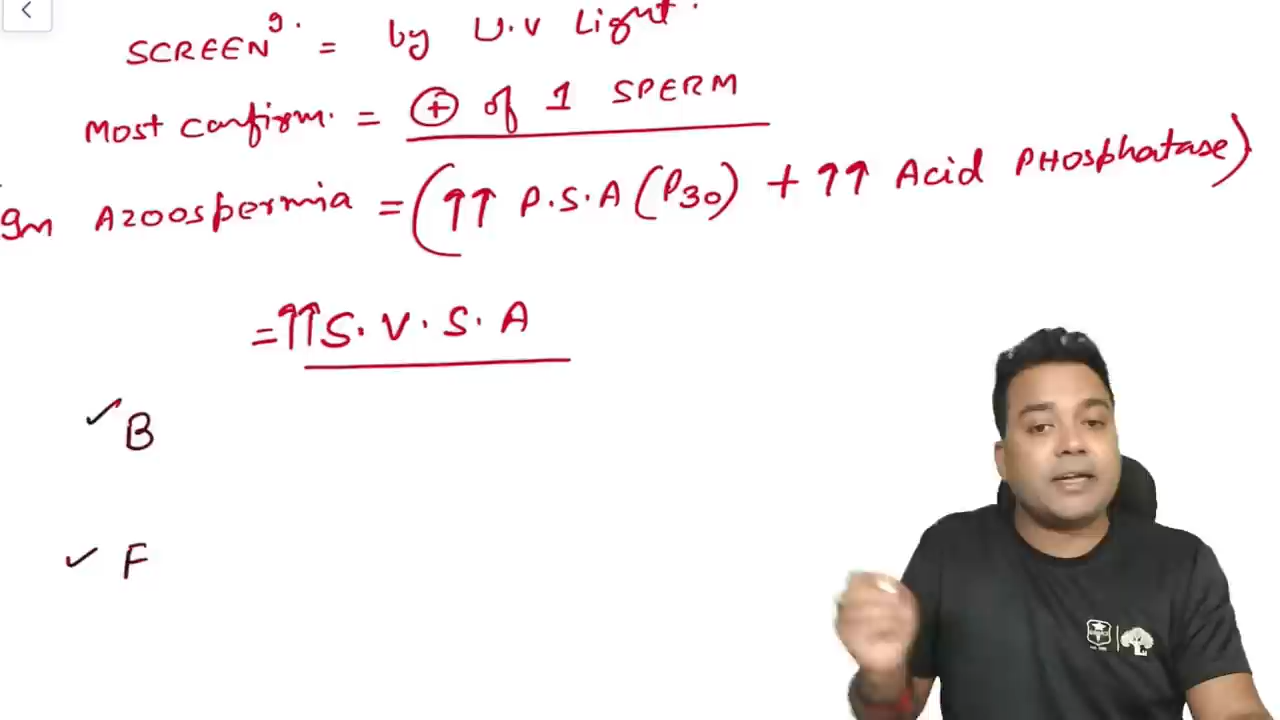 SCREENg. = by U.V Light.
Most confirm. = ⊕ of 1 SPERM
gm AZOOSPERMIA = (↑↑ P.S.A (P30) + ↑↑ Acid PHOSphatase)
= ↑↑ S. V. S. A
✓ B
✓ F